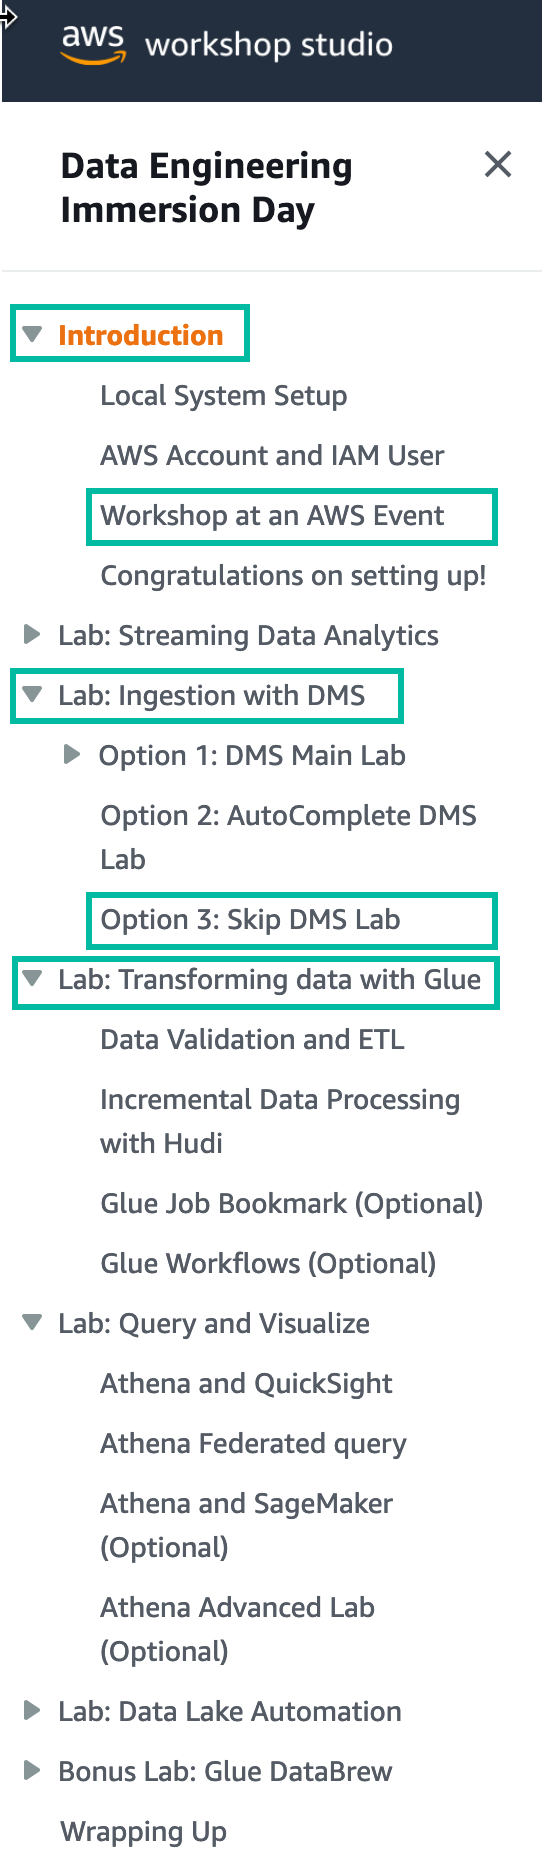 aws workshop studio
Data Engineering
Immersion Day
Introduction
Local System Setup
AWS Account and IAM User
Workshop at an AWS Event
Congratulations on setting up!
Lab: Streaming Data Analytics
Lab: Ingestion with DMS
Option 1: DMS Main Lab
Option 2: AutoComplete DMS
Lab
Option 3: Skip DMS Lab
Lab: Transforming data with Glue
Data Validation and ETL
Incremental Data Processing
with Hudi
Glue Job Bookmark (Optional)
Glue Workflows (Optional)
Lab: Query and Visualize
Athena and QuickSight
Athena Federated query
Athena and SageMaker
(Optional)
Athena Advanced Lab
(Optional)
Lab: Data Lake Automation
Bonus Lab: Glue DataBrew
Wrapping Up